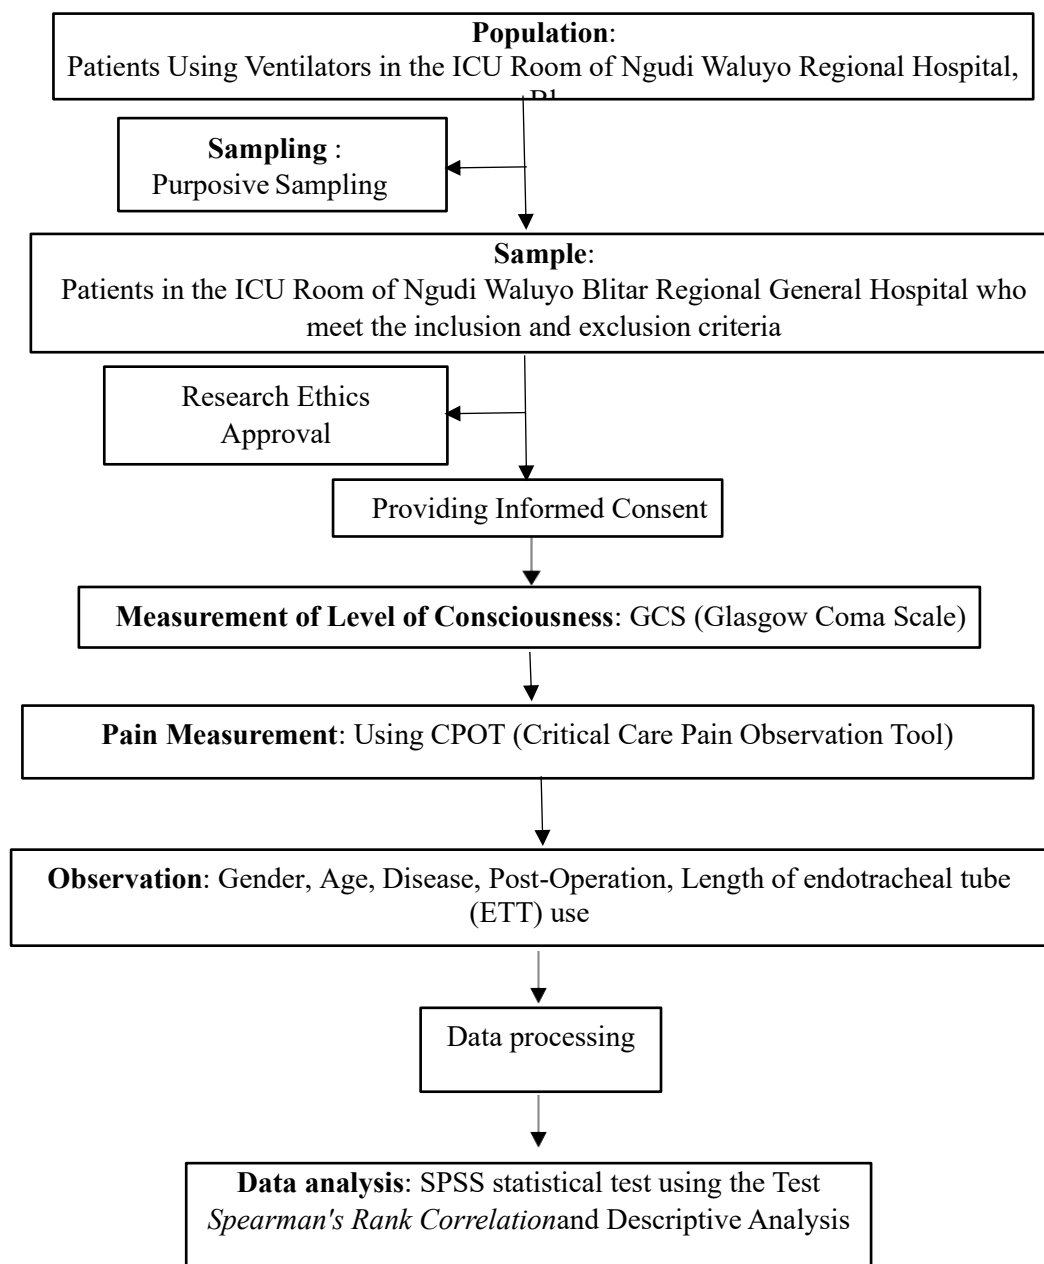 Population:
Patients Using Ventilators in the ICU Room of Ngudi Waluyo Regional Hospital,
Sampling :
Purposive Sampling
Sample:
Patients in the ICU Room of Ngudi Waluyo Blitar Regional General Hospital who
meet the inclusion and exclusion criteria
Research Ethics
Approval
Providing Informed Consent
Measurement of Level of Consciousness: GCS (Glasgow Coma Scale)
Pain Measurement: Using CPOT (Critical Care Pain Observation Tool)
Observation: Gender, Age, Disease, Post-Operation, Length of endotracheal tube
(ETT) use
Data processing
Data analysis: SPSS statistical test using the Test
Spearman's Rank Correlationand Descriptive Analysis